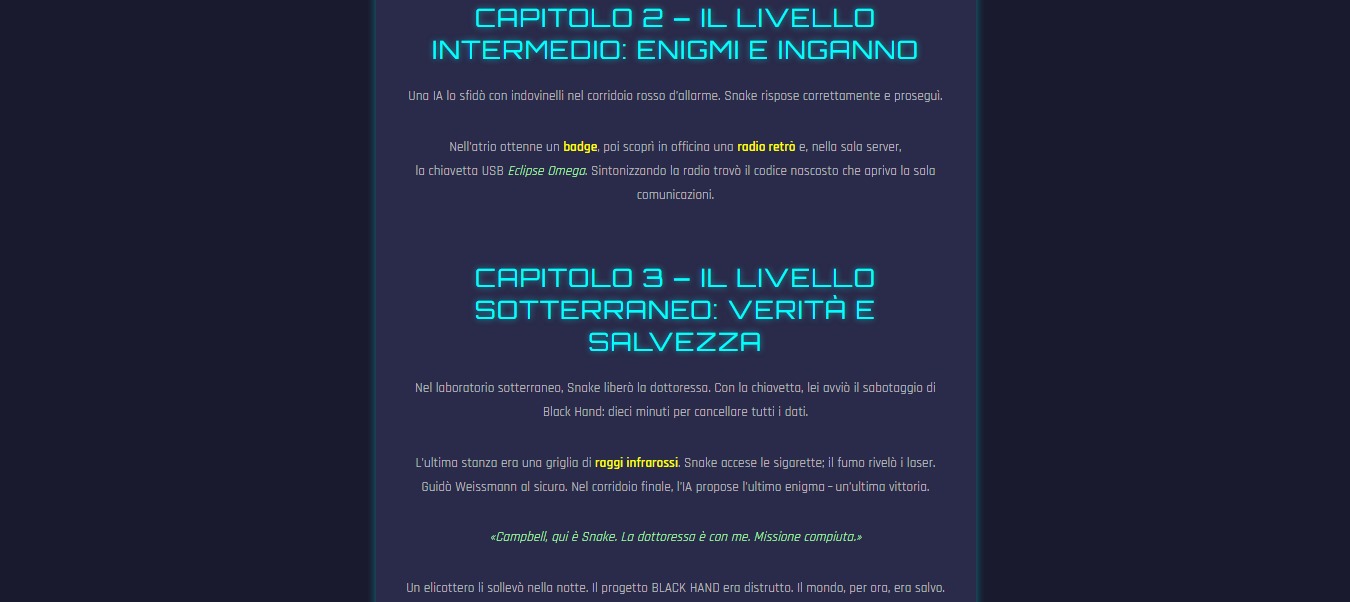 CAPITOLO 2 – IL LIVELLO
INTERMEDIO: ENIGMI E INGANNO
Una IA lo sfidò con indovinelli nel corridoio rosso d'allarme. Snake rispose correttamente e proseguì.
Nell'atrio ottenne un badge, poi scoprì in officina una radio retrò e, nella sala server,
la chiavetta USB Eclipse Omega. Sintonizzando la radio trovò il codice nascosto che apriva la sala
comunicazioni.
CAPITOLO 3 – IL LIVELLO
SOTTERRANEO: VERITÀ E
SALVEZZA
Nel laboratorio sotterraneo, Snake liberò la dottoressa. Con la chiavetta, lei avviò il sabotaggio di
Black Hand: dieci minuti per cancellare tutti i dati.
L'ultima stanza era una griglia di raggi infrarossi. Snake accese le sigarette; il fumo rivelò i laser.
Guidò Weissmann al sicuro. Nel corridoio finale, l'IA propose l'ultimo enigma – un'ultima vittoria.
«Campbell, qui è Snake. La dottoressa è con me. Missione compiuta.»
Un elicottero li sollevò nella notte. Il progetto BLACK HAND era distrutto. Il mondo, per ora, era salvo.